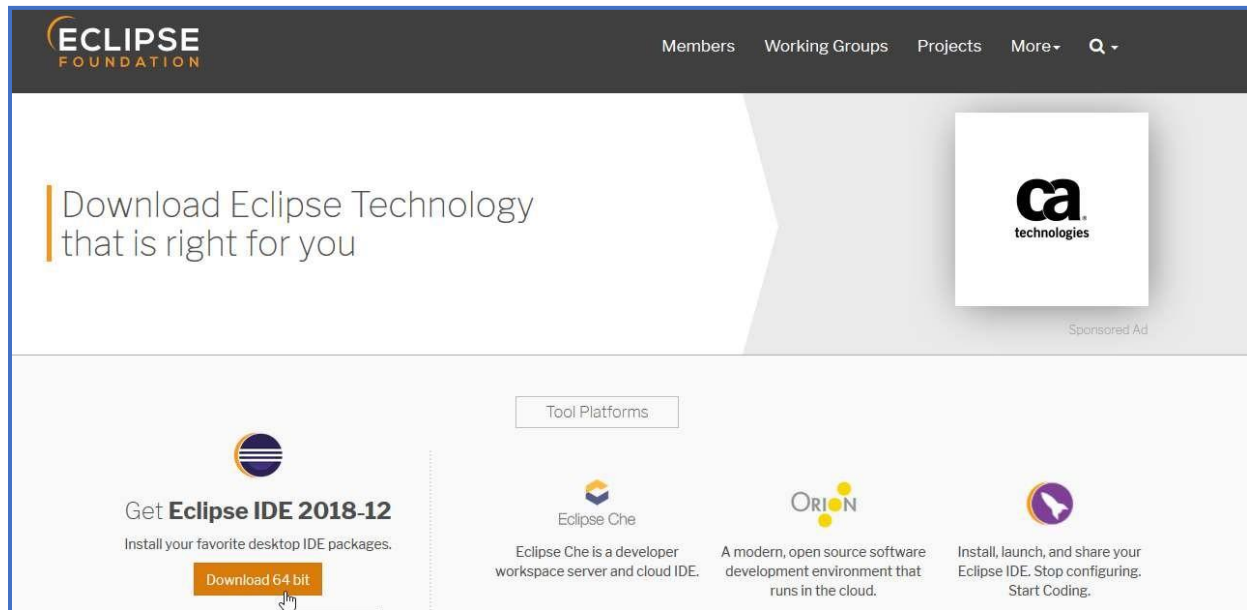 ECLIPSE
FOUNDATION
Members Working Groups Projects More
Download Eclipse Technology
that is right for you
ca
technologies
Sponsored Ad
Tool Platforms
Get Eclipse IDE 2018-12
Install your favorite desktop IDE packages.
Download 64 bit
Eclipse Che
Eclipse Che is a developer
workspace server and cloud IDE.
ORION
A modern, open source software
development environment that
runs in the cloud.
Install, launch, and share your
Eclipse IDE. Stop configuring.
Start Coding.